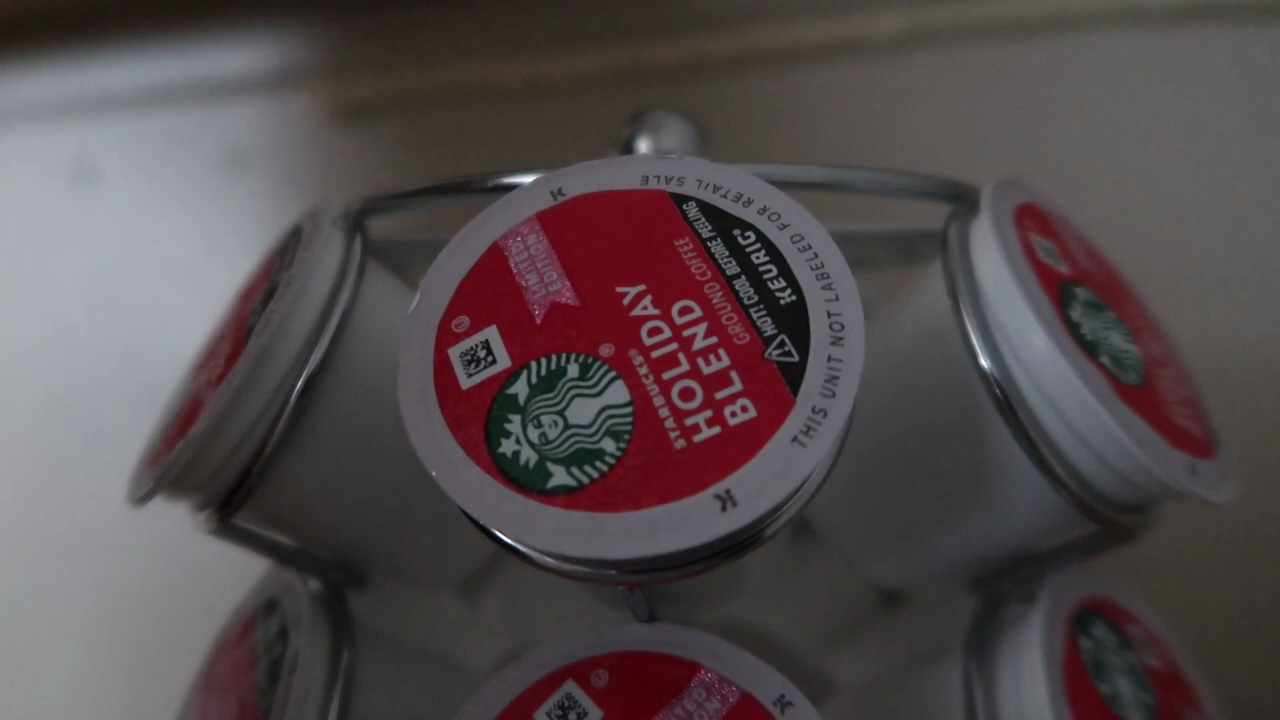 STARBUCKS®
HOLIDAY
BLEND
GROUND COFFEE
LIMITED
EDITION
HOT! COOL BEFORE PEELING
KEURIG®
THIS UNIT NOT LABELED FOR RETAIL SALE